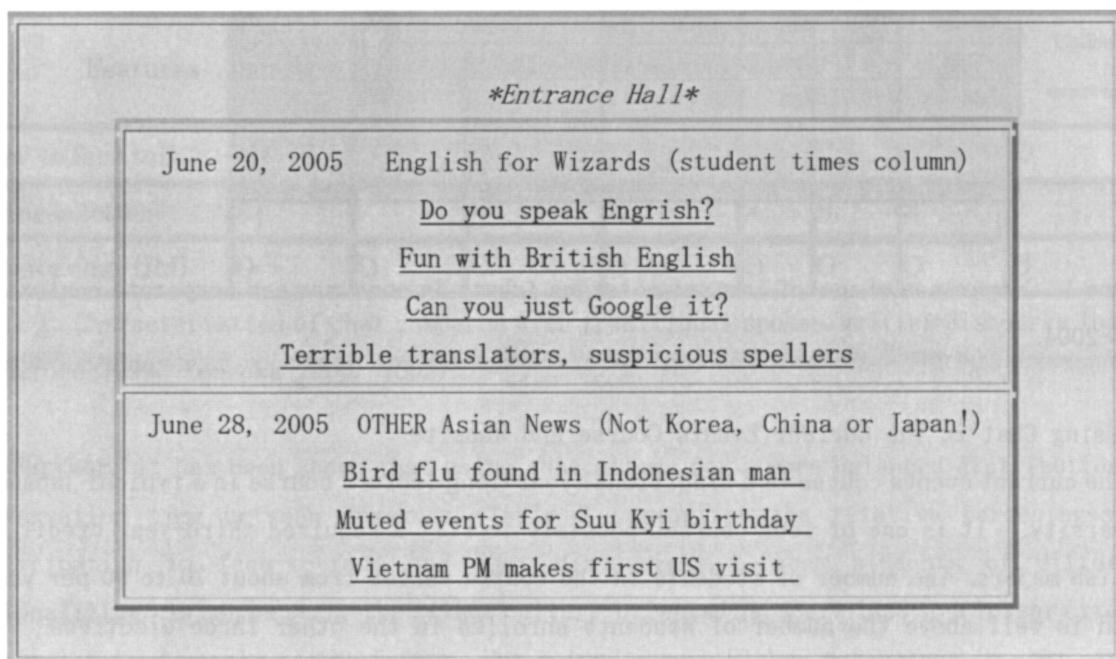 *Entrance Hall*
June 20, 2005 English for Wizards (student times column)
Do you speak Engrish?
Fun with British English
Can you just Google it?
Terrible translators, suspicious spellers
June 28, 2005 OTHER Asian News (Not Korea, China or Japan!)
Bird flu found in Indonesian man
Muted events for Suu Kyi birthday
Vietnam PM makes first US visit